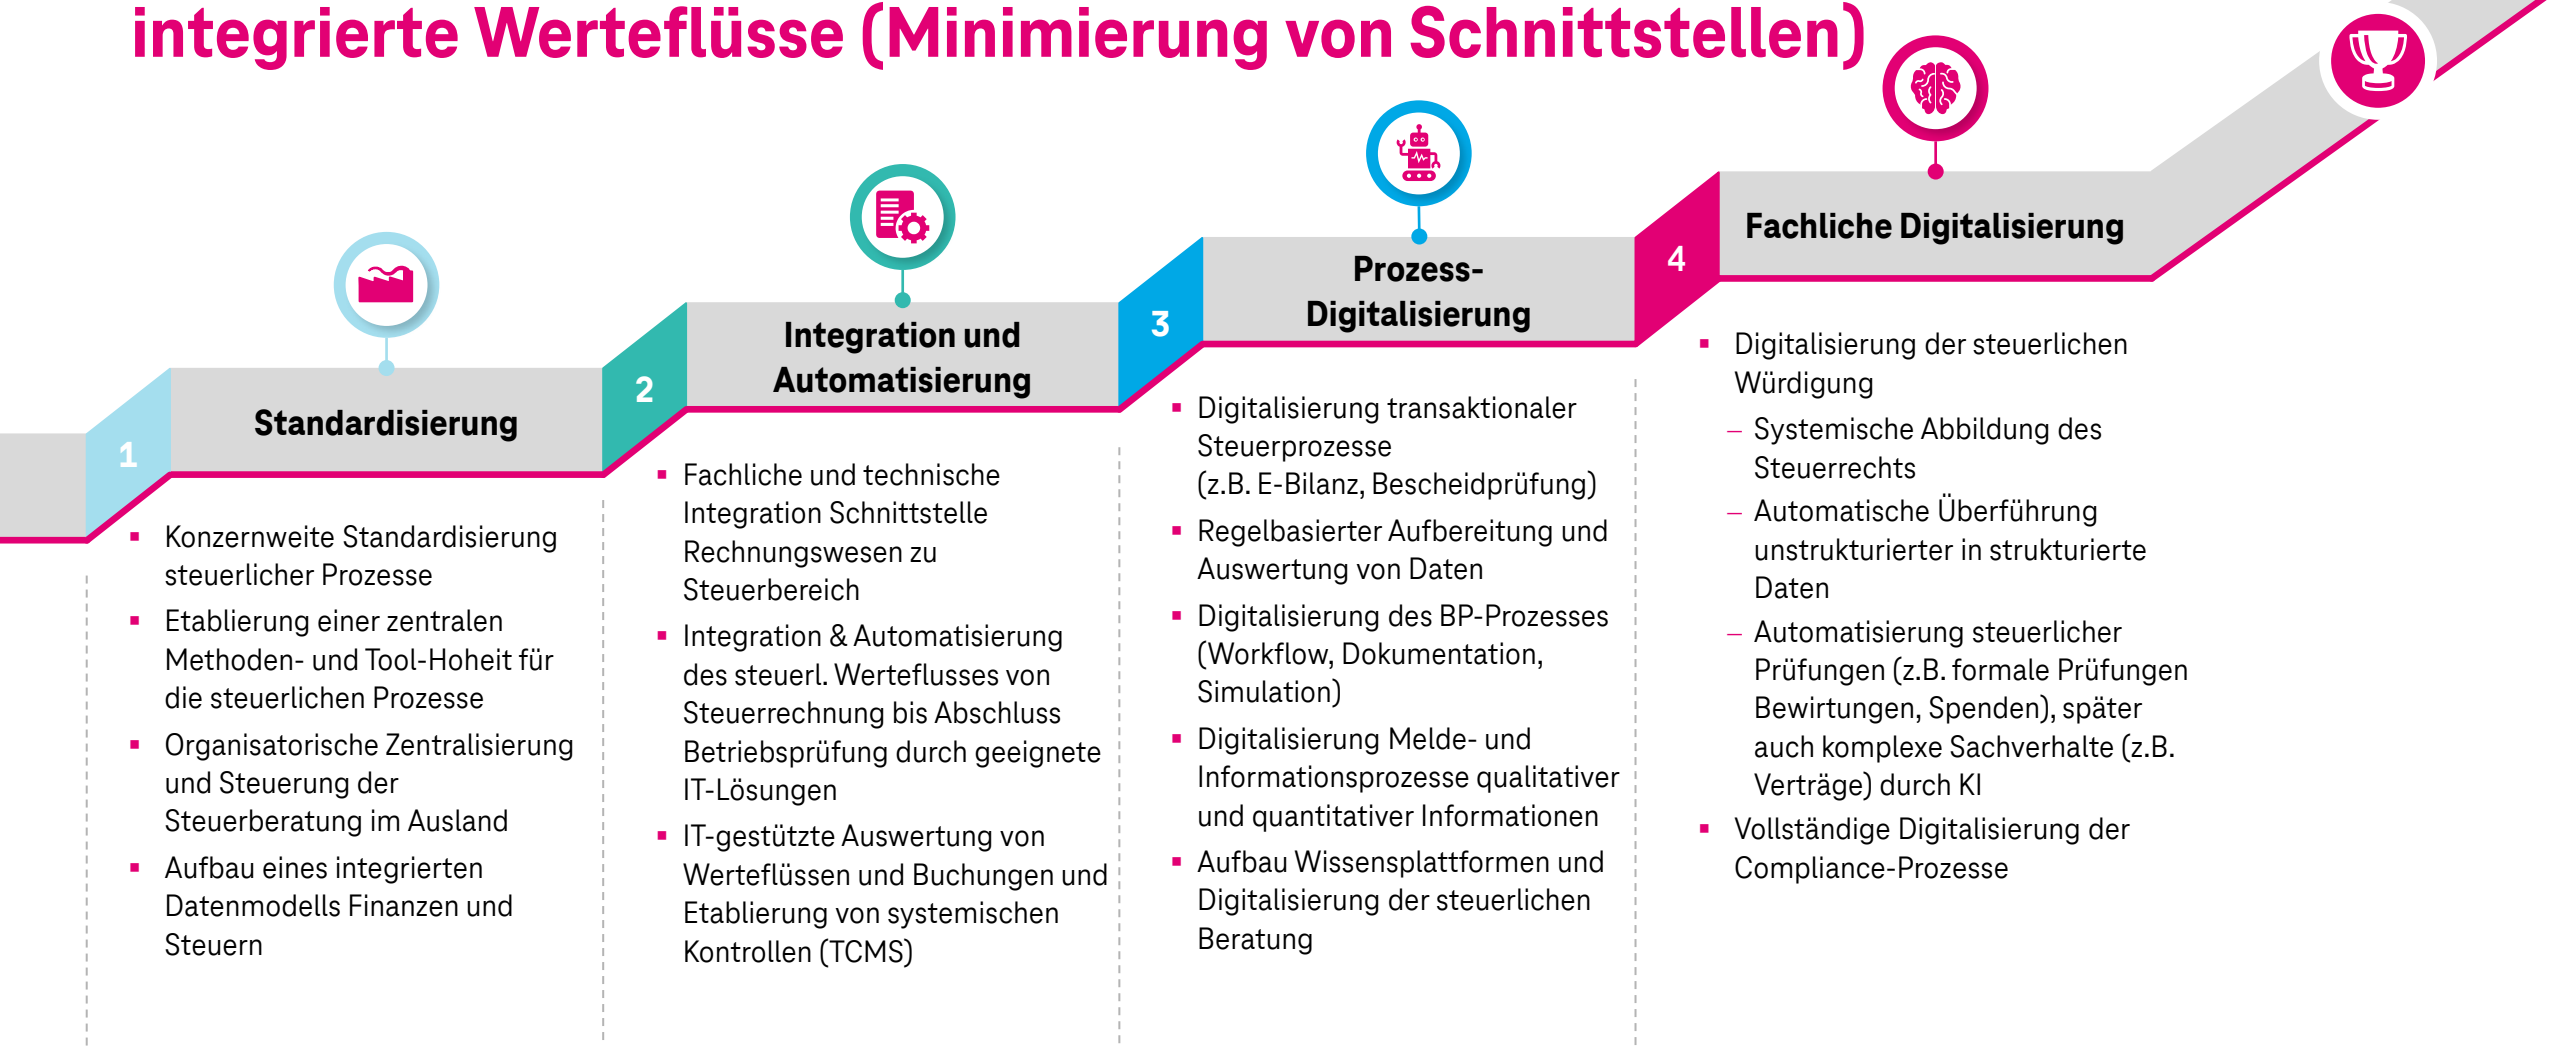 integrierte Werteflüsse (Minimierung von Schnittstellen)
1
Standardisierung
Konzernweite Standardisierung
steuerlicher Prozesse
Etablierung einer zentralen
Methoden- und Tool-Hoheit für
die steuerlichen Prozesse
Organisatorische Zentralisierung
und Steuerung der
Steuerberatung im Ausland
Aufbau eines integrierten
Datenmodells Finanzen und
Steuern
2
Integration und
Automatisierung
Fachliche und technische
Integration Schnittstelle
Rechnungswesen zu
Steuerbereich
Integration & Automatisierung
des steuerl. Werteflusses von
Steuerrechnung bis Abschluss
Betriebsprüfung durch geeignete
IT-Lösungen
IT-gestützte Auswertung von
Werteflüssen und Buchungen und
Etablierung von systemischen
Kontrollen (TCMS)
3
Prozess-
Digitalisierung
Digitalisierung transaktionaler
Steuerprozesse
(z.B. E-Bilanz, Bescheidprüfung)
Regelbasierter Aufbereitung und
Auswertung von Daten
Digitalisierung des BP-Prozesses
(Workflow, Dokumentation,
Simulation)
Digitalisierung Melde- und
Informationsprozesse qualitativer
und quantitativer Informationen
Aufbau Wissensplattformen und
Digitalisierung der steuerlichen
Beratung
4
Fachliche Digitalisierung
Digitalisierung der steuerlichen
Würdigung
– Systemische Abbildung des
Steuerrechts
– Automatische Überführung
unstrukturierter in strukturierte
Daten
– Automatisierung steuerlicher
Prüfungen (z.B. formale Prüfungen
Bewirtungen, Spenden), später
auch komplexe Sachverhalte (z.B.
Verträge) durch KI
Vollständige Digitalisierung der
Compliance-Prozesse